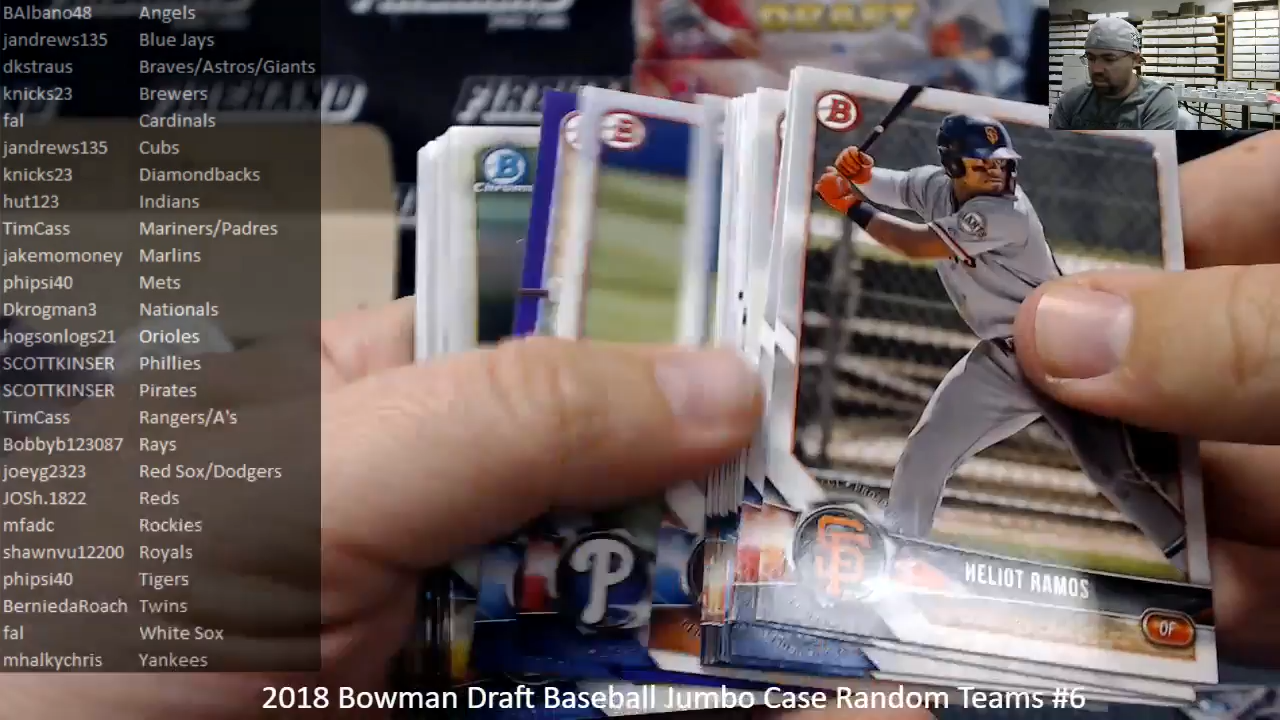 BAlbano48 Angels
jandrews135 Blue Jays
dkstraus Braves/Astros/Giants
knicks23 Brewers
fal Cardinals
jandrews135 Cubs
knicks23 Diamondbacks
hut123 Indians
TimCass Mariners/Padres
jakemomoney Marlins
phipsi40 Mets
Dkrogman3 Nationals
hogsonlogs21 Orioles
SCOTTKINSER Phillies
SCOTTKINSER Pirates
TimCass Rangers/A's
Bobbyb123087 Rays
joeyg2323 Red Sox/Dodgers
JOSh.1822 Reds
mfadc Rockies
shawnvu12200 Royals
phipsi40 Tigers
BerniedaRoach Twins
fal White Sox
mhalkychris Yankees
DRAFT
B
Chrome
B
P
SF
HELIOT RAMOS
OF
2018 Bowman Draft Baseball Jumbo Case Random Teams #6